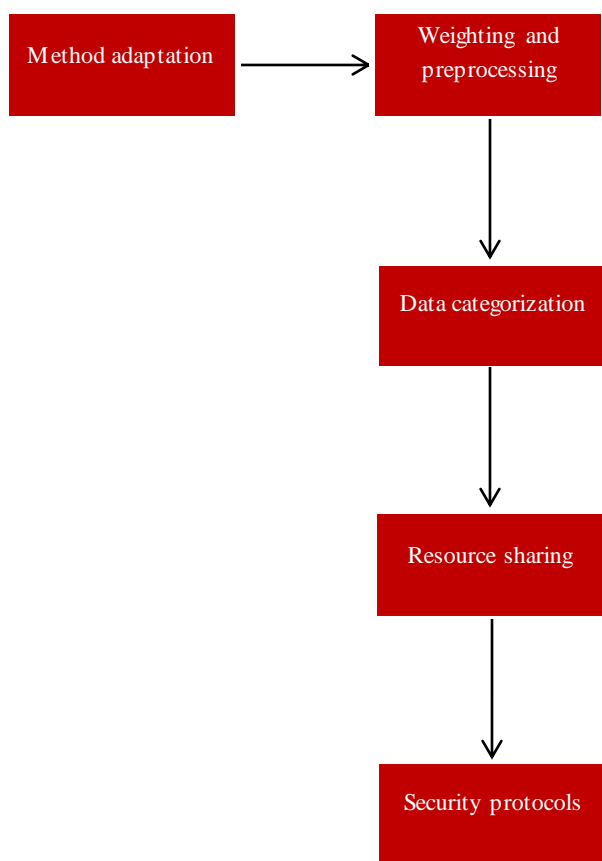 Method adaptation
Weighting and
preprocessing
Data categorization
Resource sharing
Security protocols